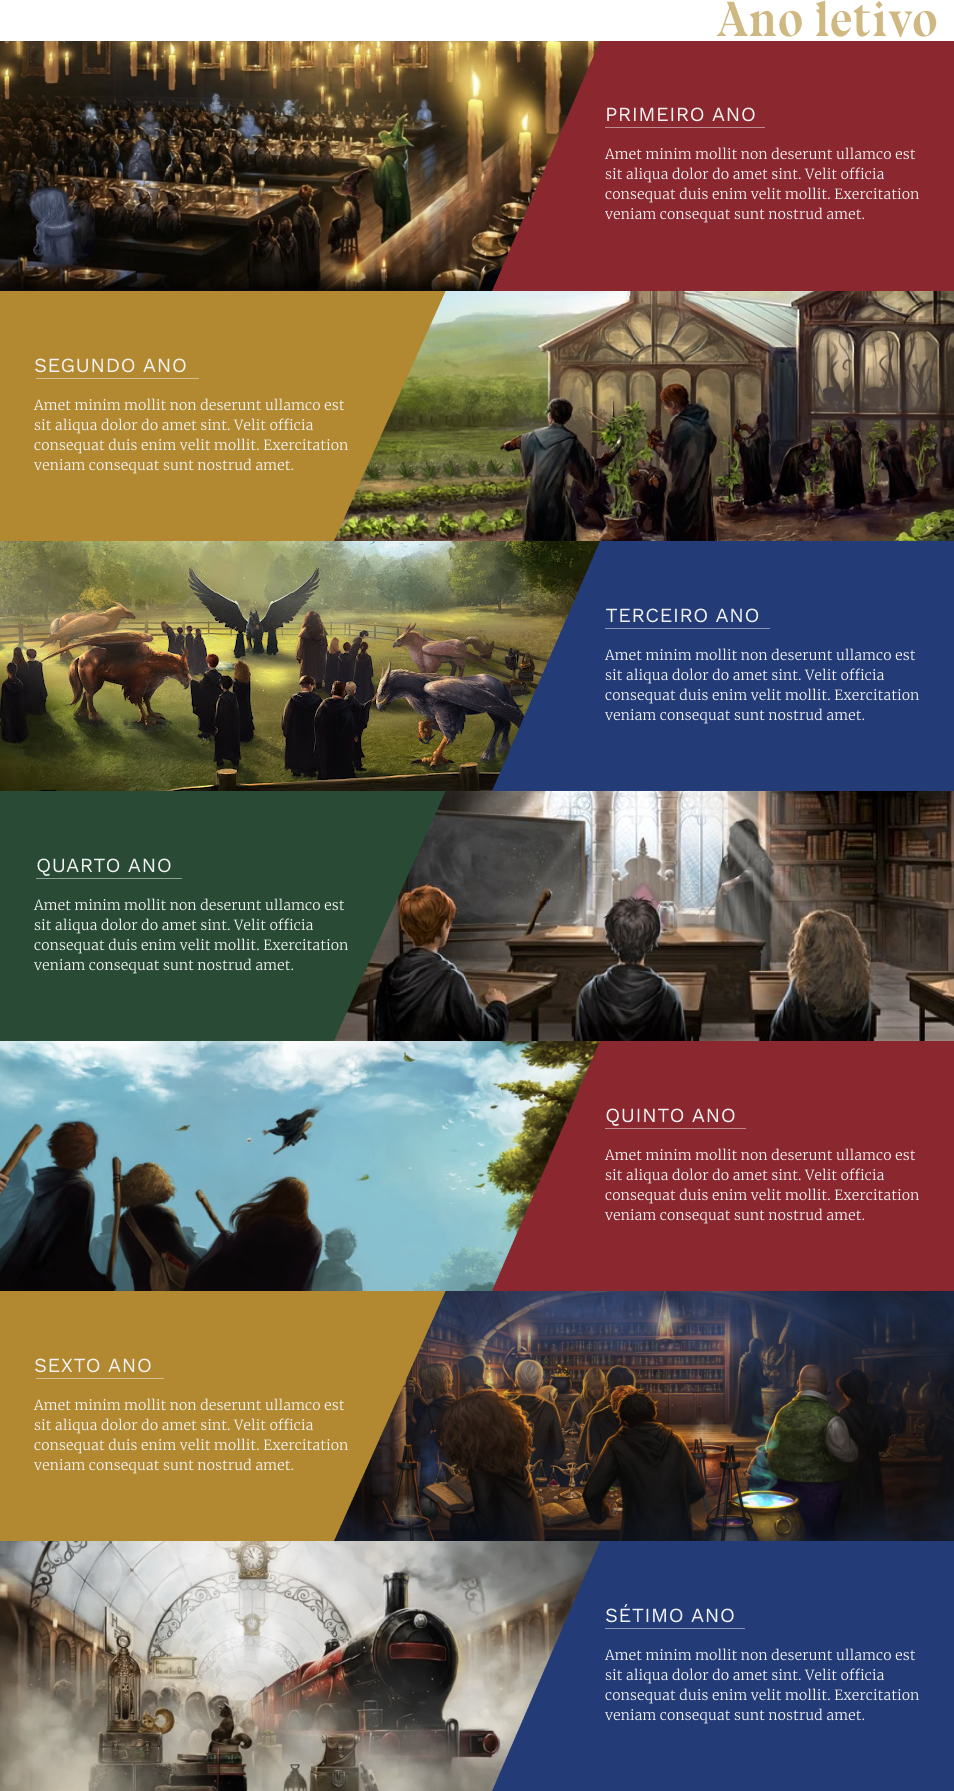 Ano letivo
PRIMEIRO ANO
Amet minim mollit non deserunt ullamco est
sit aliqua dolor do amet sint. Velit officia
consequat duis enim velit mollit. Exercitation
veniam consequat sunt nostrud amet.
SEGUNDO ANO
Amet minim mollit non deserunt ullamco est
sit aliqua dolor do amet sint. Velit officia
consequat duis enim velit mollit. Exercitation
veniam consequat sunt nostrud amet.
TERCEIRO ANO
Amet minim mollit non deserunt ullamco est
sit aliqua dolor do amet sint. Velit officia
consequat duis enim velit mollit. Exercitation
veniam consequat sunt nostrud amet.
QUARTO ANO
Amet minim mollit non deserunt ullamco est
sit aliqua dolor do amet sint. Velit officia
consequat duis enim velit mollit. Exercitation
veniam consequat sunt nostrud amet.
QUINTO ANO
Amet minim mollit non deserunt ullamco est
sit aliqua dolor do amet sint. Velit officia
consequat duis enim velit mollit. Exercitation
veniam consequat sunt nostrud amet.
SEXTO ANO
Amet minim mollit non deserunt ullamco est
sit aliqua dolor do amet sint. Velit officia
consequat duis enim velit mollit. Exercitation
veniam consequat sunt nostrud amet.
SÉTIMO ANO
Amet minim mollit non deserunt ullamco est
sit aliqua dolor do amet sint. Velit officia
consequat duis enim velit mollit. Exercitation
veniam consequat sunt nostrud amet.